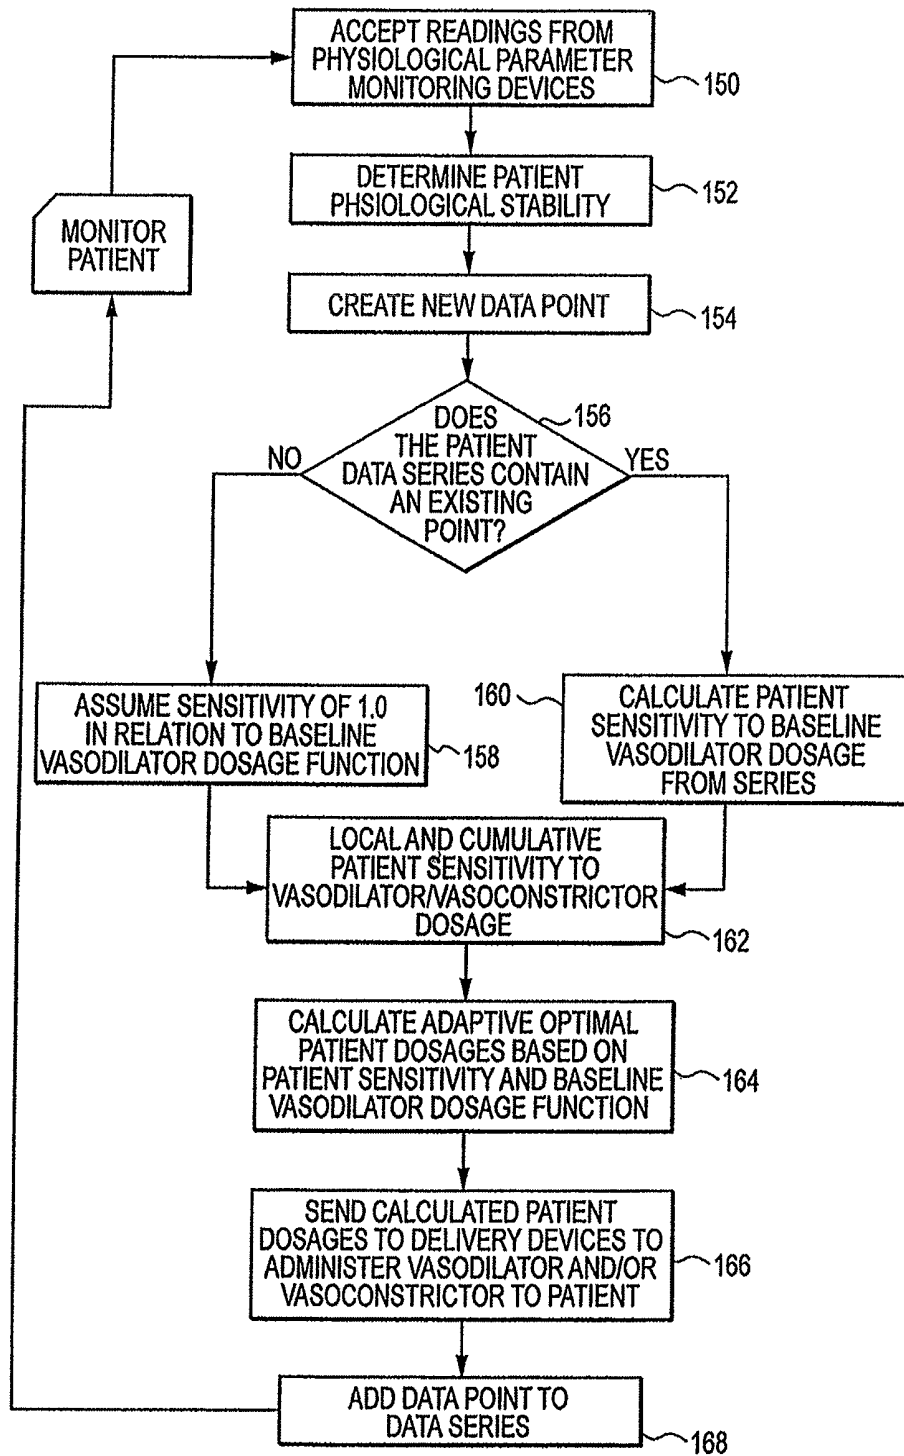 ACCEPT READINGS FROM
PHYSIOLOGICAL PARAMETER
MONITORING DEVICES
150
DETERMINE PATIENT
PHSIOLOGICAL STABILITY
152
MONITOR
PATIENT
CREATE NEW DATA POINT
154
156
DOES
THE PATIENT
DATA SERIES CONTAIN
AN EXISTING
POINT?
NO
YES
ASSUME SENSITIVITY OF 1.0
IN RELATION TO BASELINE
VASODILATOR DOSAGE FUNCTION
158
160
CALCULATE PATIENT
SENSITIVITY TO BASELINE
VASODILATOR DOSAGE
FROM SERIES
LOCAL AND CUMULATIVE
PATIENT SENSITIVITY TO
VASODILATOR/VASOCONSTRICTOR
DOSAGE
162
CALCULATE ADAPTIVE OPTIMAL
PATIENT DOSAGES BASED ON
PATIENT SENSITIVITY AND BASELINE
VASODILATOR DOSAGE FUNCTION
164
SEND CALCULATED PATIENT
DOSAGES TO DELIVERY DEVICES TO
ADMINISTER VASODILATOR AND/OR
VASOCONSTRICTOR TO PATIENT
166
ADD DATA POINT TO
DATA SERIES
168